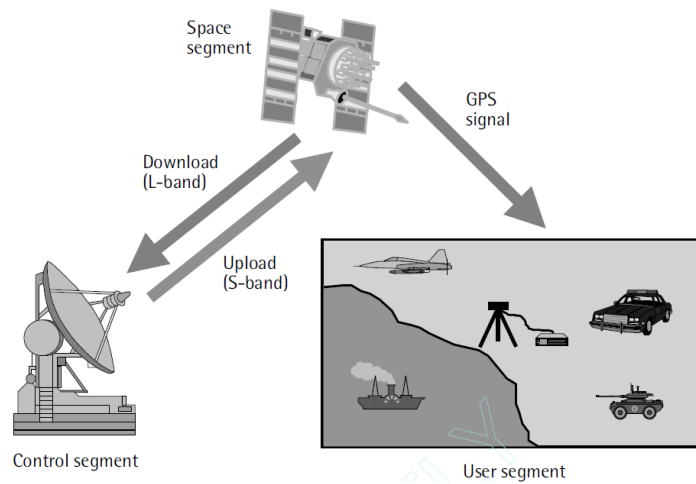 Space
segment
GPS
signal
Download
(L-band)
Upload
(S-band)
Control segment
User segment